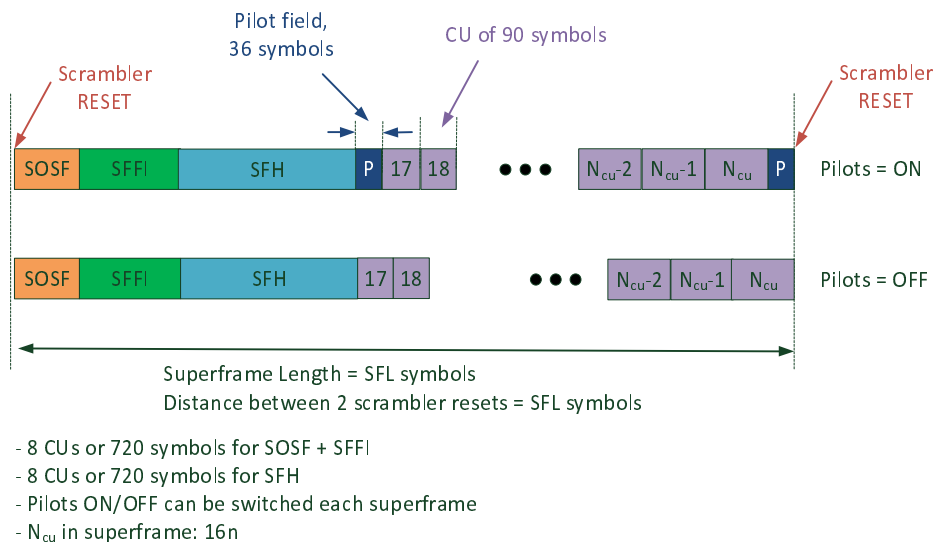 Pilot field,
36 symbols
CU of 90 symbols
Scrambler
RESET
Scrambler
RESET
SOSF SFFI SFH P 17 18 ●●● Ncu-2 Ncu-1 Ncu P Pilots = ON
SOSF SFFI SFH 17 18 ●●● Ncu-2 Ncu-1 Ncu Pilots = OFF
Superframe Length = SFL symbols
Distance between 2 scrambler resets = SFL symbols
- 8 CUs or 720 symbols for SOSF + SFFI
- 8 CUs or 720 symbols for SFH
- Pilots ON/OFF can be switched each superframe
- Ncu in superframe: 16n